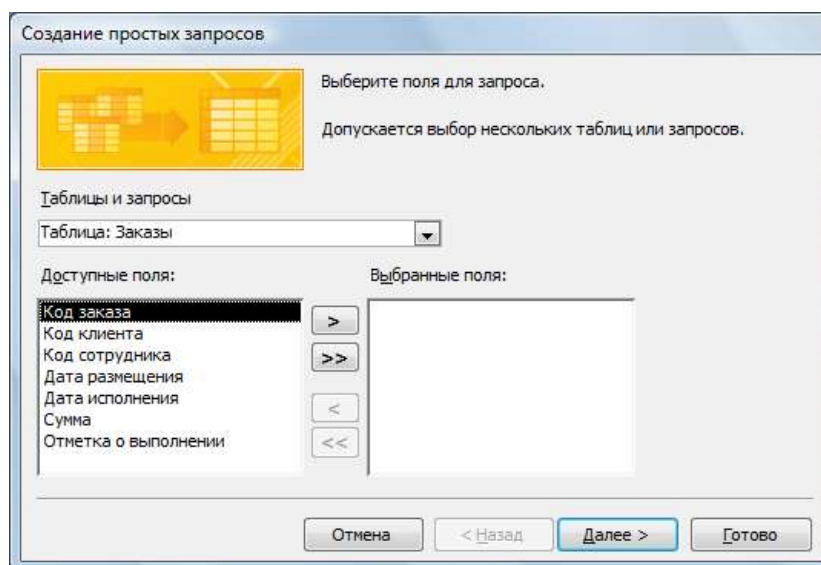 Создание простых запросов
Выберите поля для запроса.
Допускается выбор нескольких таблиц или запросов.
Таблицы и запросы
Таблица: Заказы
Доступные поля:
Выбранные поля:
Код заказа
Код клиента
Код сотрудника
Дата размещения
Дата исполнения
Сумма
Отметка о выполнении
>
>>
<
<<
Отмена
< Назад
Далее >
Готово